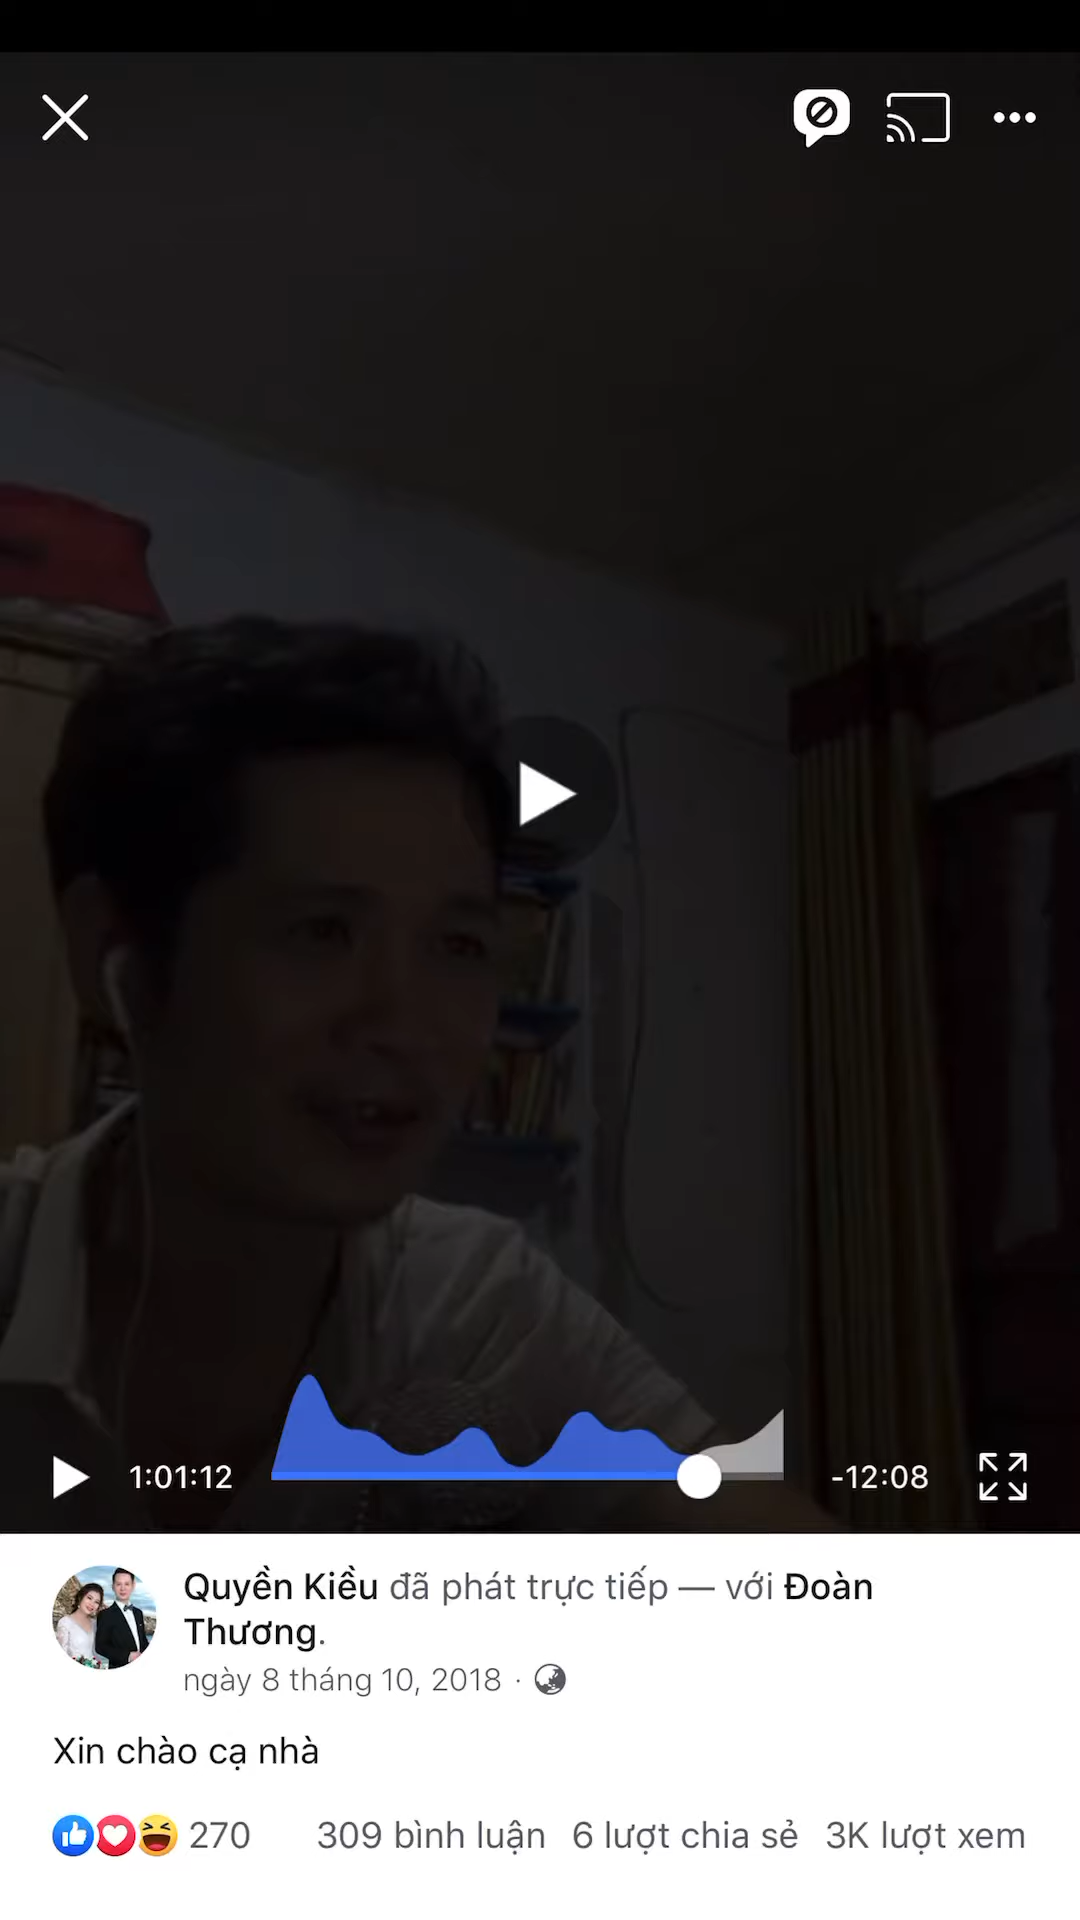 1:01:12
-12:08
Quyền Kiều đã phát trực tiếp — với Đoàn
Thương.
ngày 8 tháng 10, 2018 ·
Xin chào cạ nhà
270 309 bình luận 6 lượt chia sẻ 3K lượt xem